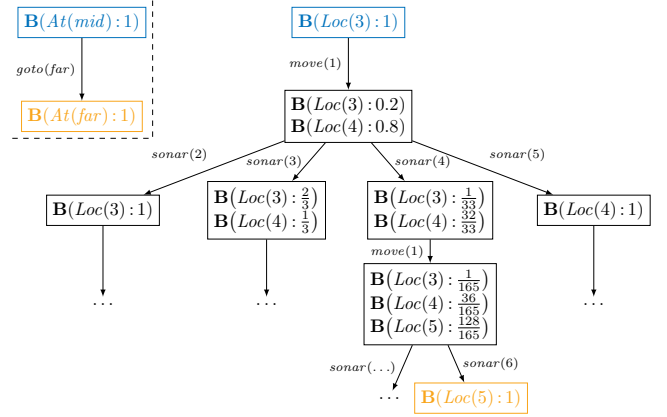 B(At(mid) : 1)
B(Loc(3) : 1)
goto(far)
move(1)
B(At(far) : 1)
B(Loc(3) : 0.2)
B(Loc(4) : 0.8)
sonar(2)
sonar(3)
sonar(4)
sonar(5)
B(Loc(3) : 1)
B(Loc(3) : 2/3)
B(Loc(4) : 1/3)
B(Loc(3) : 1/33)
B(Loc(4) : 32/33)
B(Loc(4) : 1)
move(1)
...
...
B(Loc(3) : 1/165)
B(Loc(4) : 36/165)
B(Loc(5) : 128/165)
...
sonar(...)
sonar(6)
...
B(Loc(5) : 1)